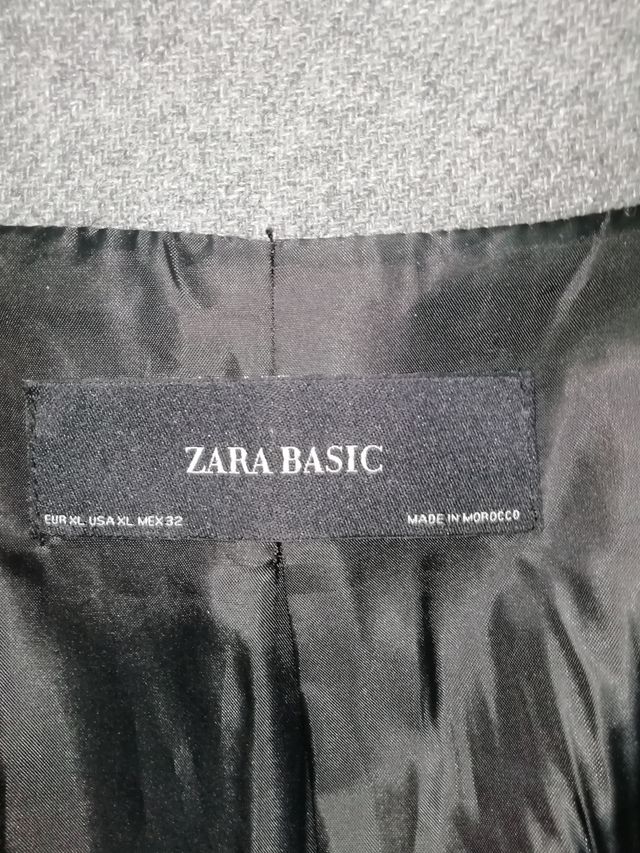 ZARA BASIC
EUR XL USA XL MEX 32
MADE IN MOROCCO